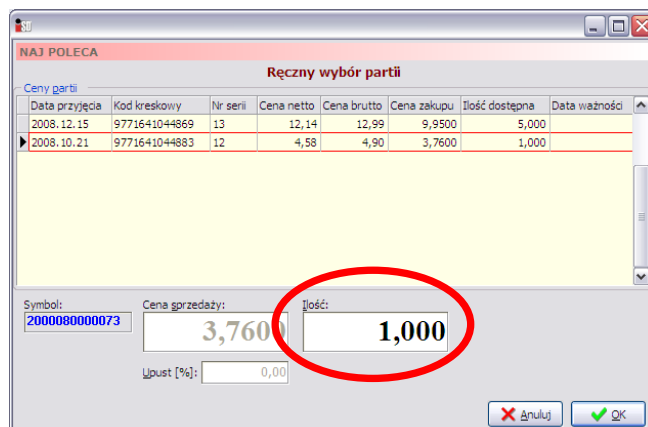 NAJ POLECA
Ręczny wybór partii
Ceny partii
Data przyjęcia Kod kreskowy Nr serii Cena netto Cena brutto Cena zakupu Ilość dostępna Data ważności
2008.12.15 9771641044869 13 12,14 12,99 9,9500 5,000
2008.10.21 9771641044883 12 4,58 4,90 3,7600 1,000
Symbol: Cena sprzedaży: Ilość:
2000080000073 3,7600 1,000
Upust [%]: 0,00
Anuluj OK